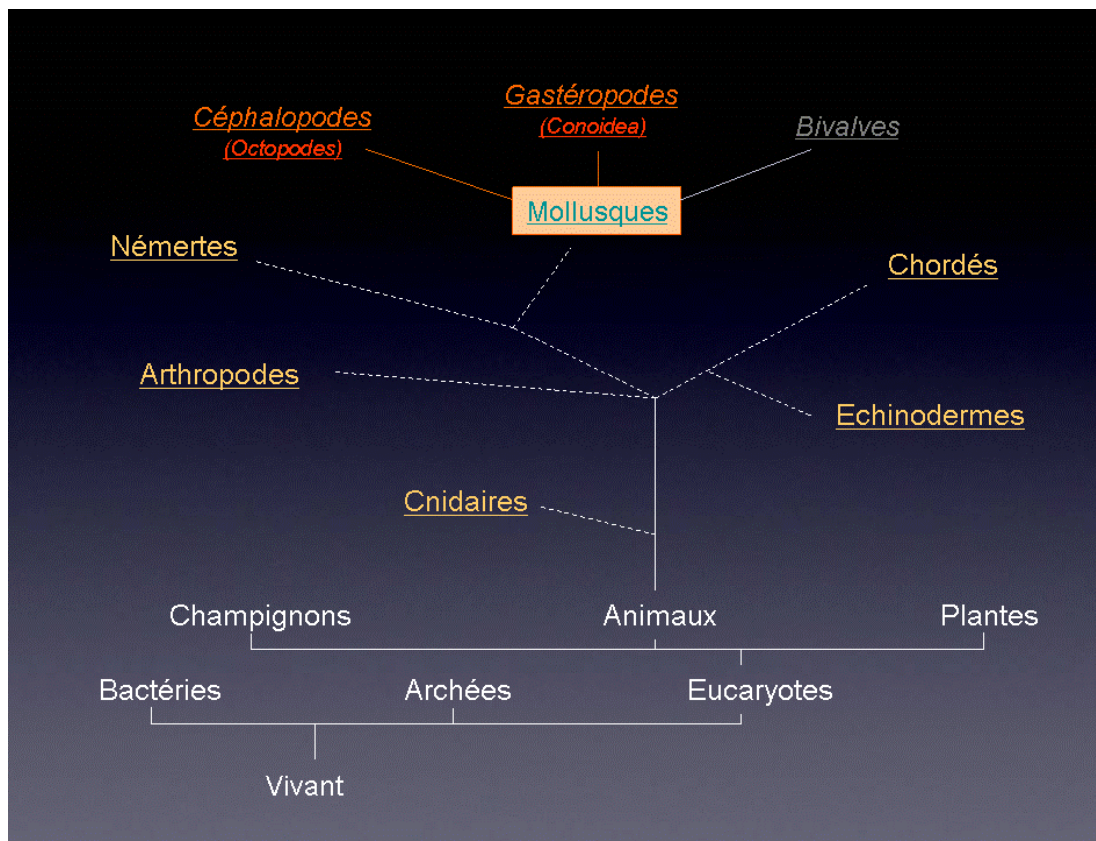 Gastéropodes
(Conoidea)
Céphalopodes
(Octopodes)
Bivalves
Mollusques
Némertes
Chordés
Arthropodes
Echinodermes
Cnidaires
Champignons
Animaux
Plantes
Bactéries
Archées
Eucaryotes
Vivant